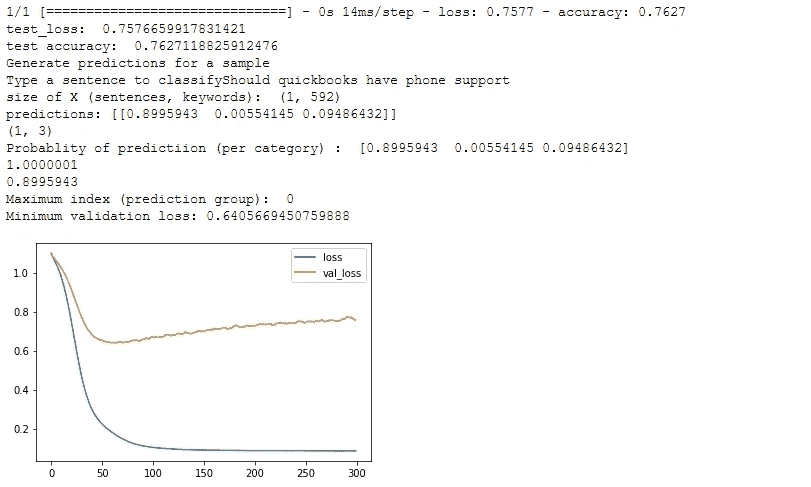 1/1 [==============================] - 0s 14ms/step - loss: 0.7577 - accuracy: 0.7627
test_loss:  0.7576659917831421
test accuracy:  0.7627118825912476
Generate predictions for a sample
Type a sentence to classifyShould quickbooks have phone support
size of X (sentences, keywords):  (1, 592)
predictions: [[0.8995943  0.00554145 0.09486432]]
(1, 3)
Probablity of predictiion (per category) :  [0.8995943  0.00554145 0.09486432]
1.0000001
0.8995943
Maximum index (prediction group):  0
Minimum validation loss: 0.6405669450759888
loss
val_loss
1.0
0.8
0.6
0.4
0.2
0 50 100 150 200 250 300